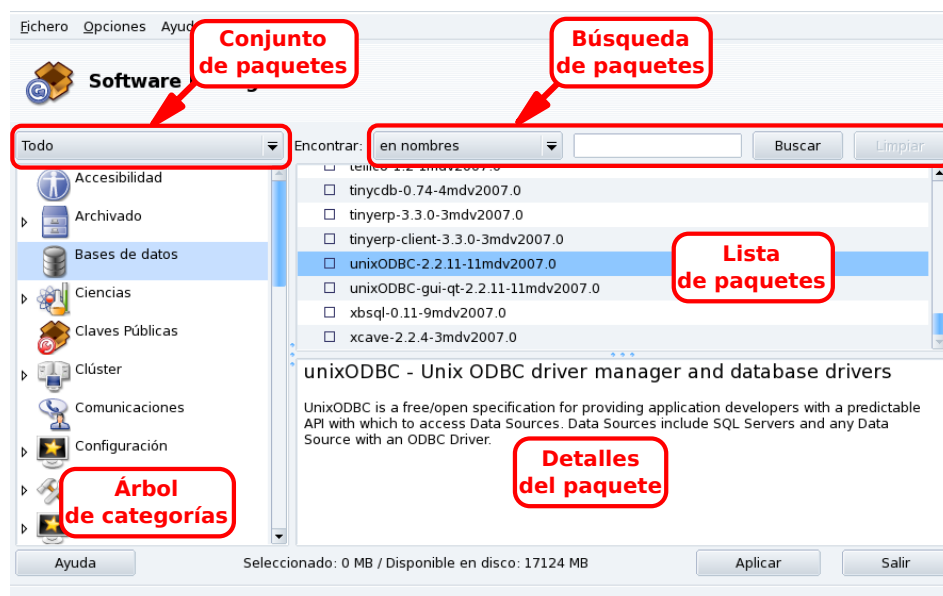 Fichero Opciones Ayud
Conjunto
de paquetes
Búsqueda
de paquetes
Software
Todo
Encontrar:
en nombres
Buscar
Limpiar
Accesibilidad
Archivado
Bases de datos
Ciencias
Claves Públicas
Clúster
Comunicaciones
Configuración
Árbol
de categorías
tellico-1.2-1mdv2007.0
tinycdb-0.74-4mdv2007.0
tinyerp-3.3.0-3mdv2007.0
tinyerp-client-3.3.0-3mdv2007.0
unixODBC-2.2.11-11mdv2007.0
unixODBC-gui-qt-2.2.11-11mdv2007.0
xbsql-0.11-9mdv2007.0
xcave-2.2.4-3mdv2007.0
Lista
de paquetes
unixODBC - Unix ODBC driver manager and database drivers
UnixODBC is a free/open specification for providing application developers with a predictable
API with which to access Data Sources. Data Sources include SQL Servers and any Data
Source with an ODBC Driver.
Detalles
del paquete
Ayuda
Seleccionado: 0 MB / Disponible en disco: 17124 MB
Aplicar
Salir